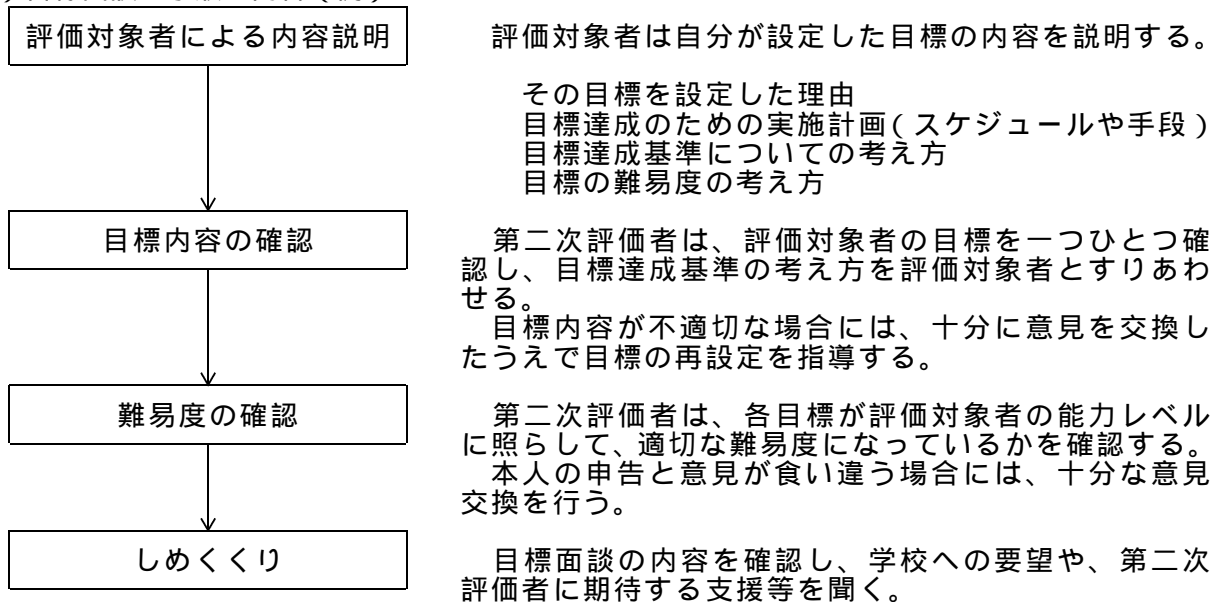 評価対象者による内容説明
評価対象者は自分が設定した目標の内容を説明する。
その目標を設定した理由
目標達成のための実施計画(スケジュールや手段)
目標達成基準についての考え方
目標の難易度の考え方
目標内容の確認
第二次評価者は、評価対象者の目標を一つひとつ確
認し、目標達成基準の考え方を評価対象者とすりあわ
せる。
目標内容が不適切な場合には、十分に意見を交換し
たうえで目標の再設定を指導する。
難易度の確認
第二次評価者は、各目標が評価対象者の能力レベル
に照らして、適切な難易度になっているかを確認する。
本人の申告と意見が食い違う場合には、十分な意見
交換を行う。
しめくくり
目標面談の内容を確認し、学校への要望や、第二次
評価者に期待する支援等を聞く。